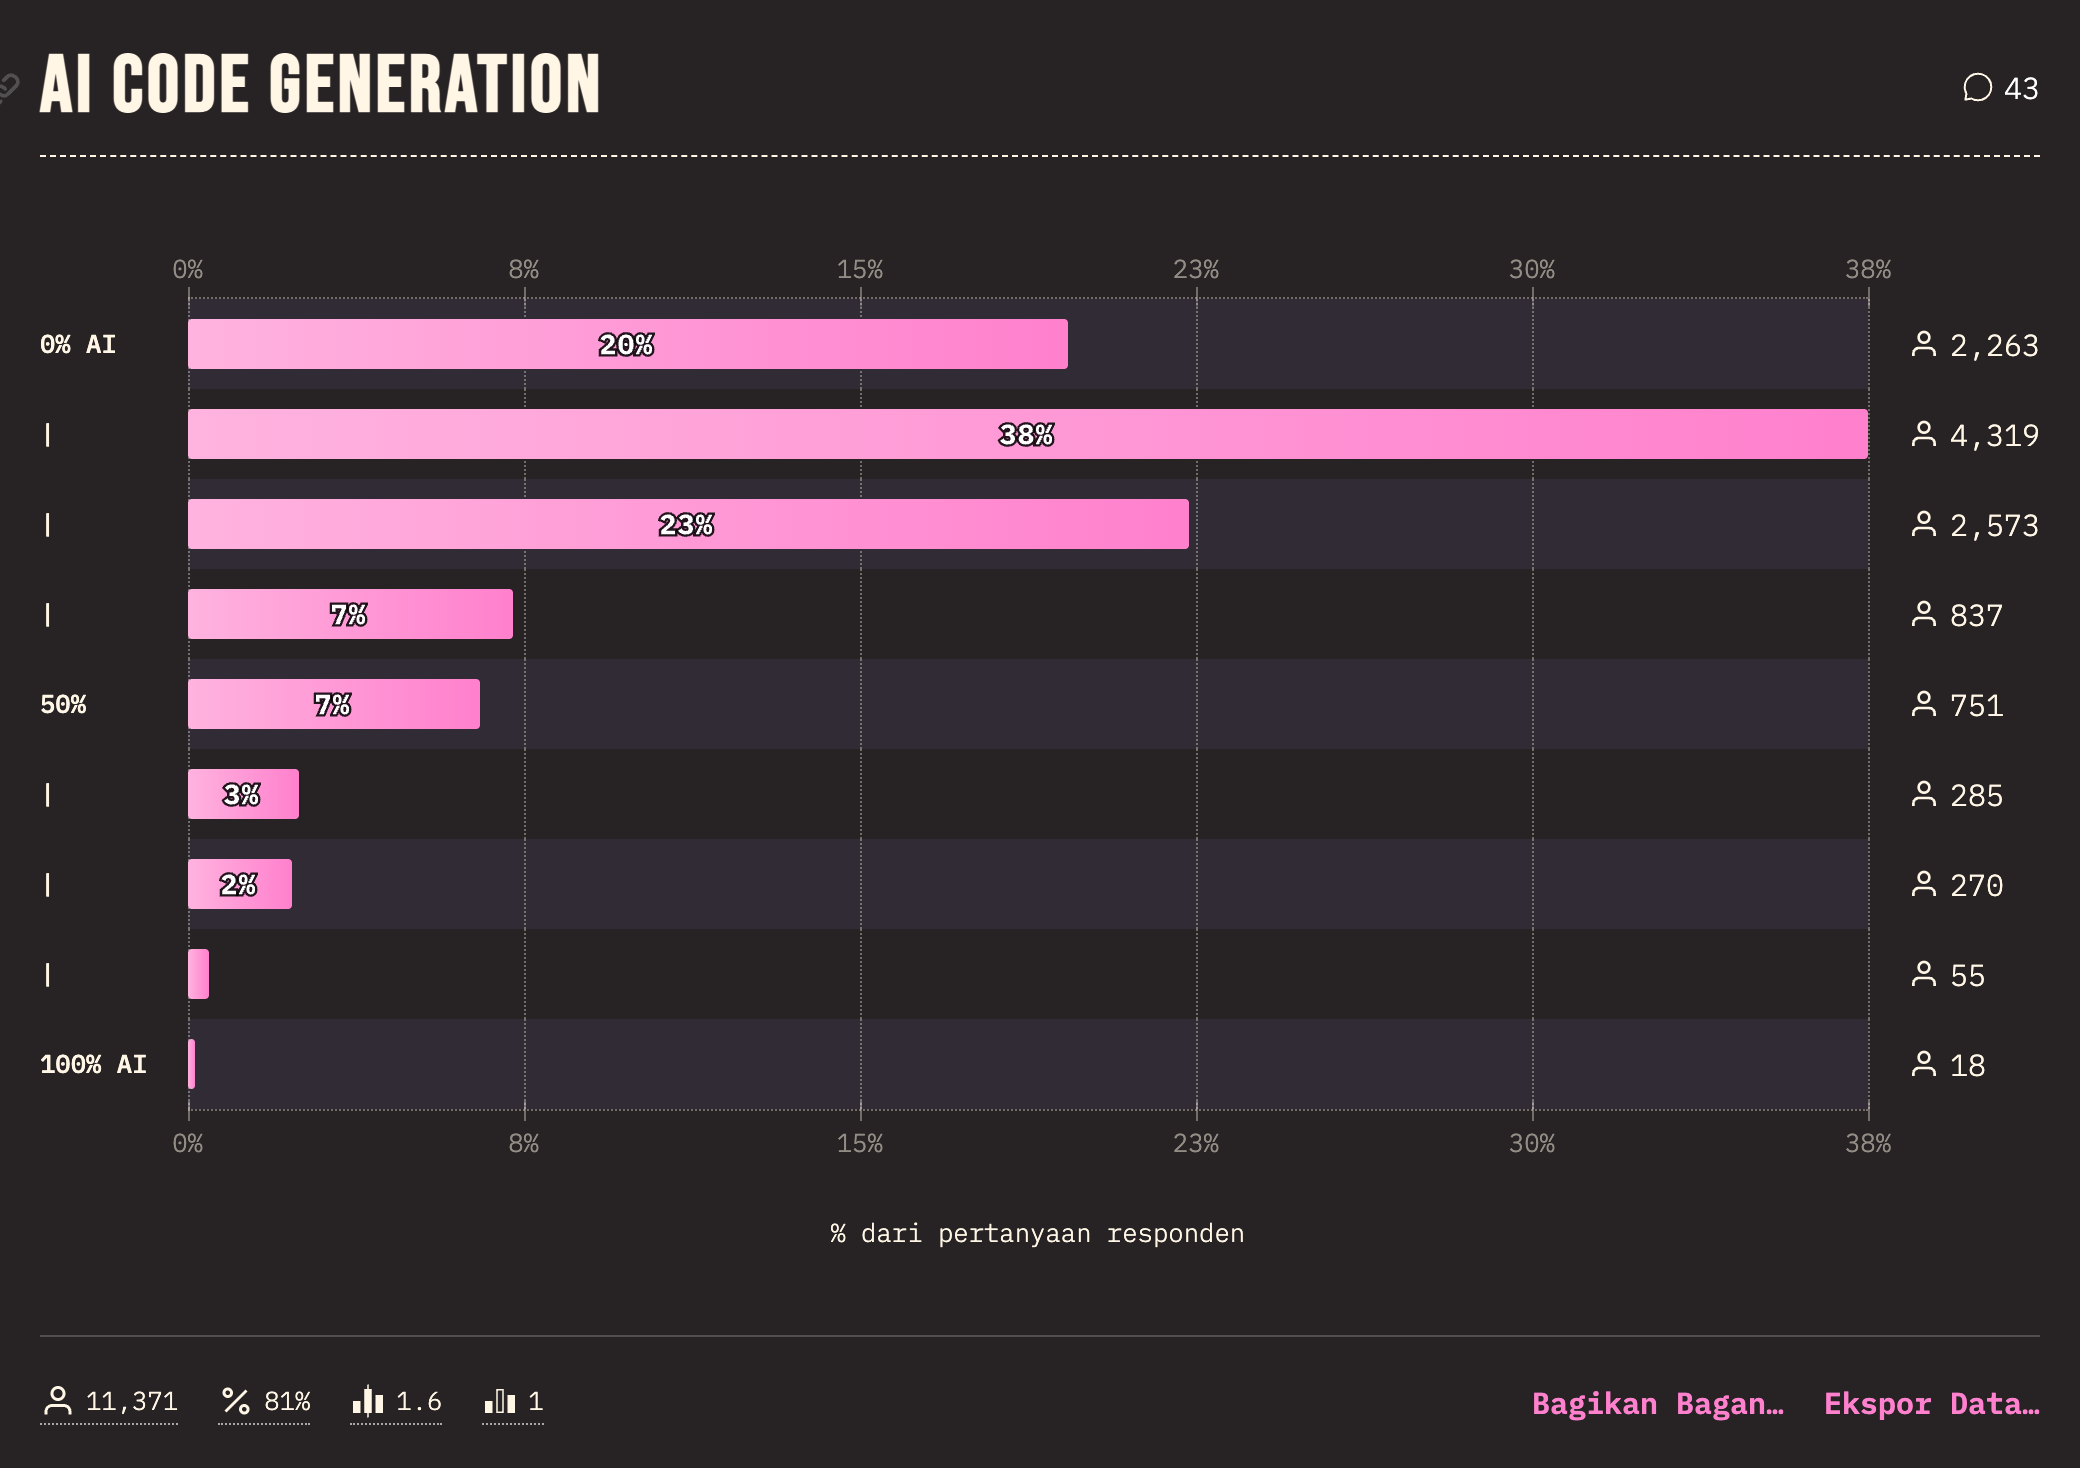 AI CODE GENERATION
43
0% 8% 15% 23% 30% 38%
0% AI 20% 2,263
| 38% 4,319
| 23% 2,573
| 7% 837
50% 7% 751
| 3% 285
| 2% 270
| 55
100% AI 18
0% 8% 15% 23% 30% 38%
% dari pertanyaan responden
11,371 81% 1.6 1 Bagikan Bagan… Ekspor Data…